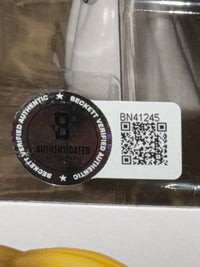 BECKETT VERIFIED AUTHENTIC ★ BECKETT VERIFIED AUTHENTIC ★
B
AUTHENTICATED
BN41245